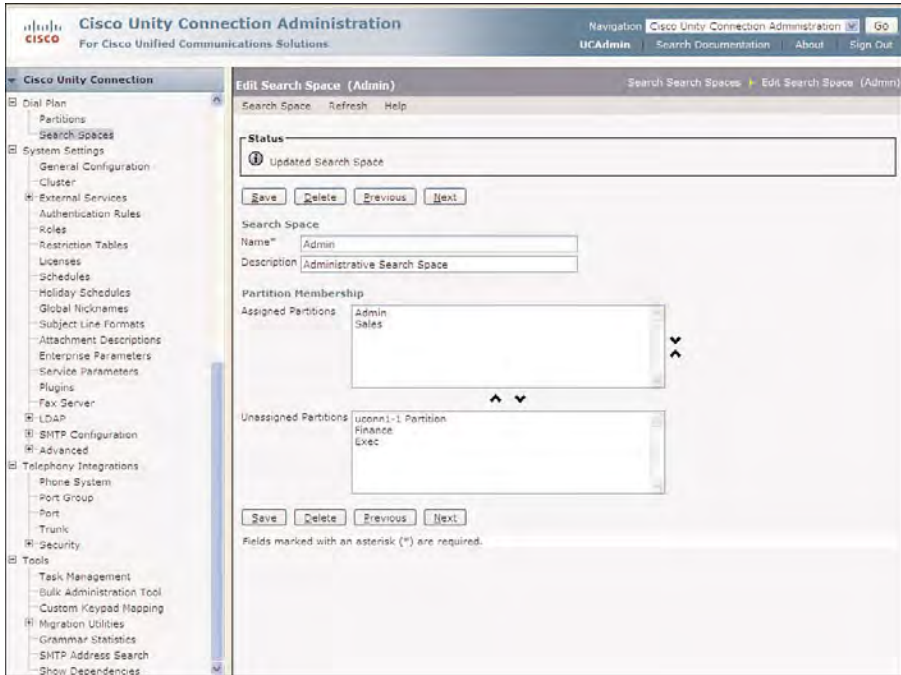 Cisco Unity Connection Administration
Navigation Cisco Unity Connection Administration Go
CISCO For Cisco Unified Communications Solutions
UCAdmin Search Documentation About Sign Out
Cisco Unity Connection
Dial Plan
Partitions
Search Spaces
System Settings
General Configuration
Cluster
External Services
Authentication Rules
Roles
Restriction Tables
Licenses
Schedules
Holiday Schedules
Global Nicknames
Subject Line Formats
Attachment Descriptions
Enterprise Parameters
Service Parameters
Plugins
Fax Server
LDAP
SMTP Configuration
Advanced
Telephony Integrations
Phone System
Port Group
Port
Trunk
Security
Tools
Task Management
Bulk Administration Tool
Custom Keypad Mapping
Migration Utilities
Grammar Statistics
SMTP Address Search
Show Dependencies
Edit Search Space (Admin)
Search Search Spaces Edit Search Space (Admin)
Search Space Refresh Help
Status
Updated Search Space
Save Delete Previous Next
Search Space
Name* Admin
Description Administrative Search Space
Partition Membership
Assigned Partitions Admin
Sales
Unassigned Partitions uconn1-1 Partition
Finance
Exec
Save Delete Previous Next
Fields marked with an asterisk (*) are required.